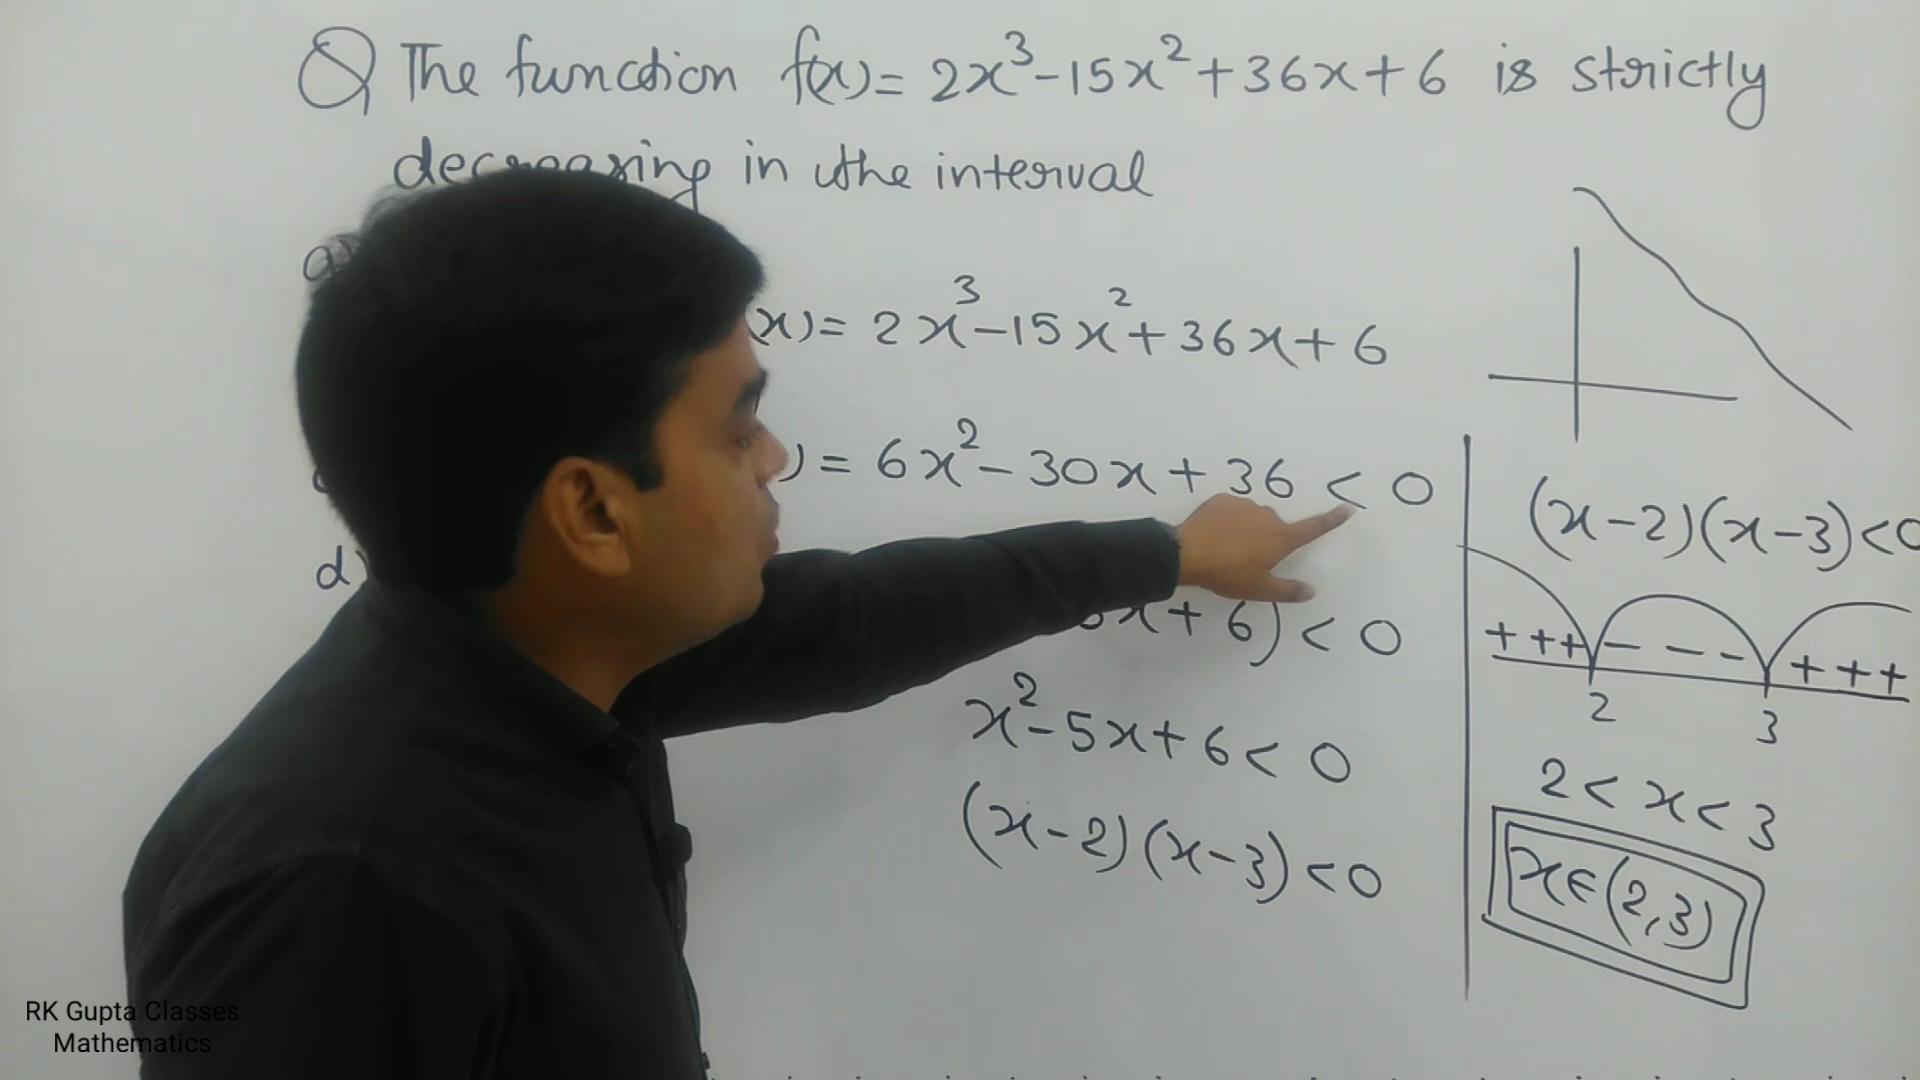 Q The function f(x) = 2x³-15x²+36x+6 is strictly
decreasing in the interval
a)
(x) = 2x³-15x²+36x+6
) = 6x²-30x+36 < 0
d)
x+6) < 0
x²-5x+6 < 0
(x-2)(x-3) < 0
(x-2)(x-3) < 0
+ + + - - - + + +
2 3
2 < x < 3
x∈(2,3)
RK Gupta Classes
Mathematics